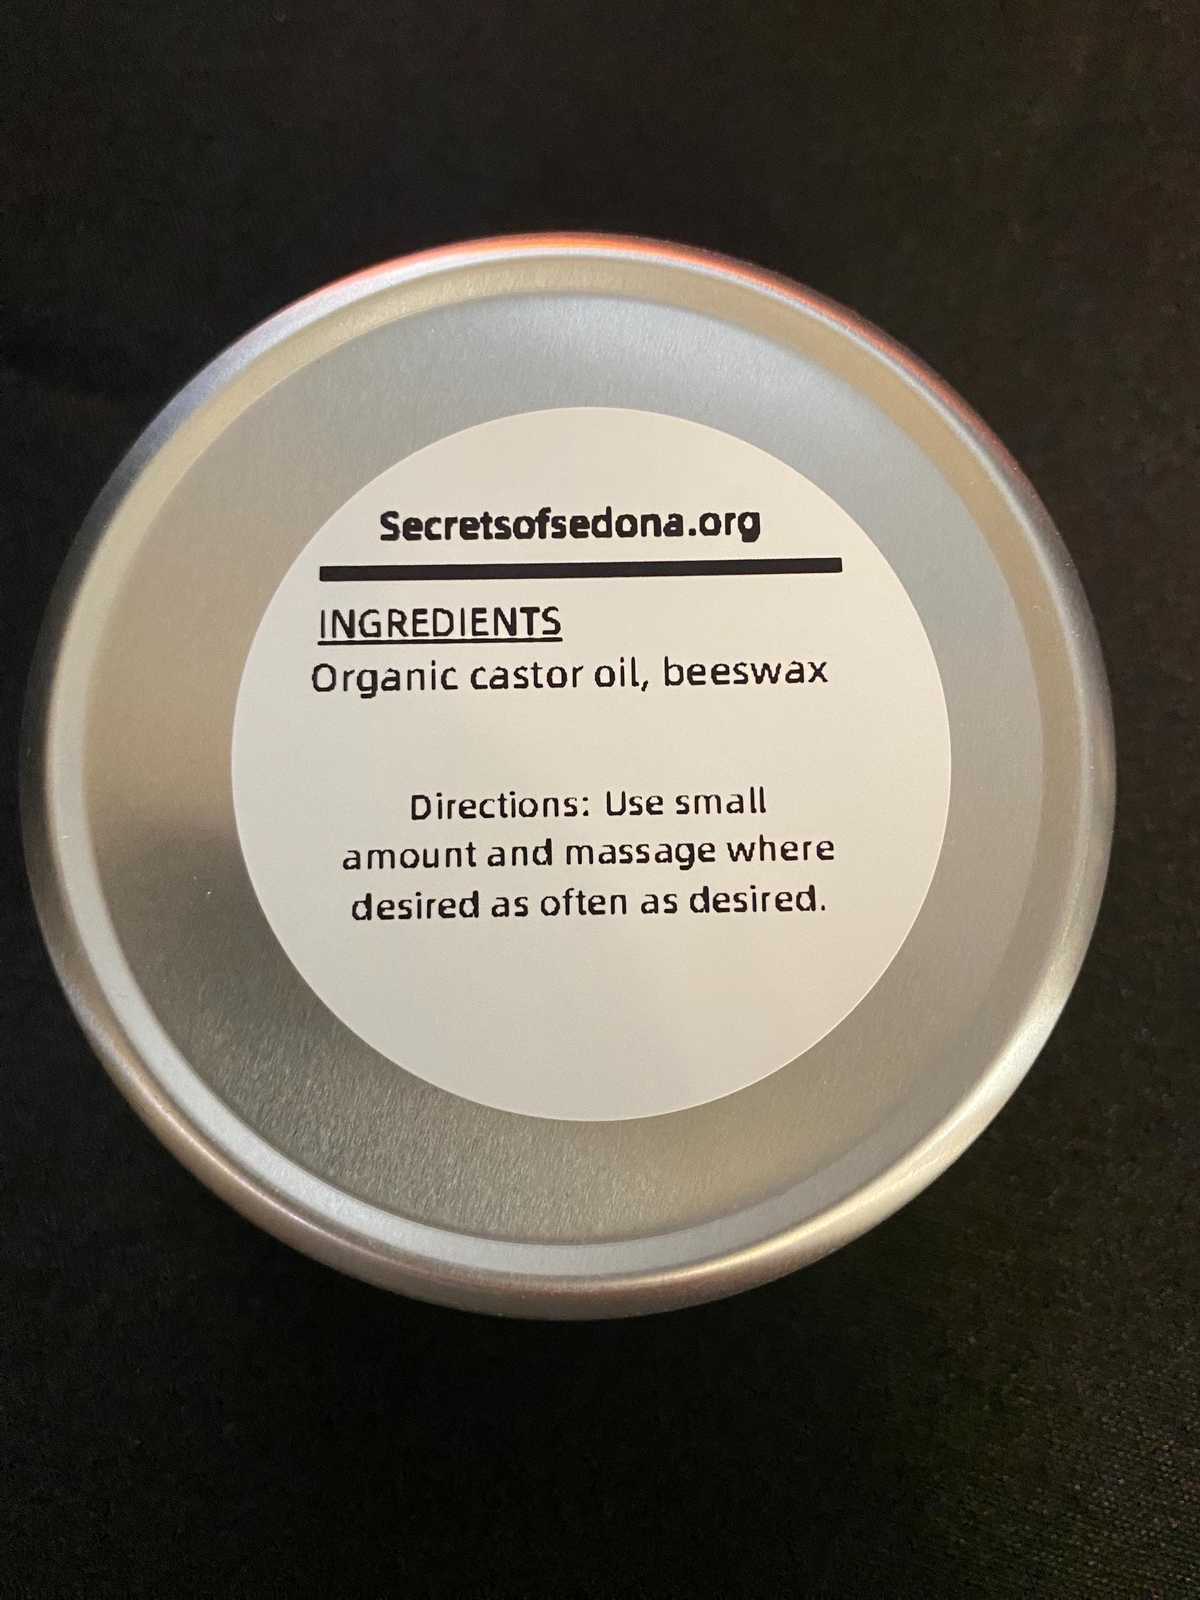 Secretsofsedona.org
INGREDIENTS
Organic castor oil, beeswax
Directions: Use small
amount and massage where
desired as often as desired.